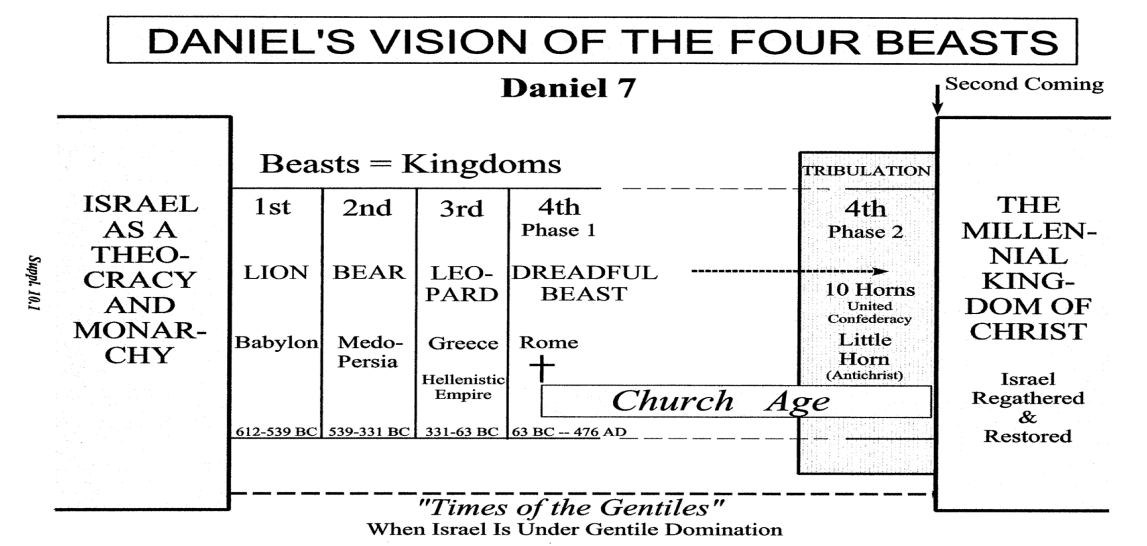 DANIEL'S VISION OF THE FOUR BEASTS
Daniel 7
Second Coming
Suppl. 10.1
ISRAEL
AS A
THEO-
CRACY
AND
MONAR-
CHY
Beasts = Kingdoms
1st
LION
Babylon
612-539 BC
2nd
BEAR
Medo-
Persia
539-331 BC
3rd
LEO-
PARD
Greece
Hellenistic
Empire
331-63 BC
4th
Phase 1
DREADFUL
BEAST
Rome
63 BC -- 476 AD
Church Age
TRIBULATION
4th
Phase 2
10 Horns
United
Confederacy
Little
Horn
(Antichrist)
THE
MILLEN-
NIAL
KING-
DOM OF
CHRIST
Israel
Regathered
&
Restored
"Times of the Gentiles"
When Israel Is Under Gentile Domination